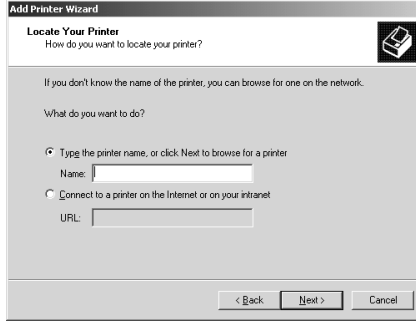 Add Printer Wizard
Locate Your Printer
How do you want to locate your printer?
If you don't know the name of the printer, you can browse for one on the network.
What do you want to do?
Type the printer name, or click Next to browse for a printer
Name:
Connect to a printer on the Internet or on your intranet
URL:
< Back Next > Cancel